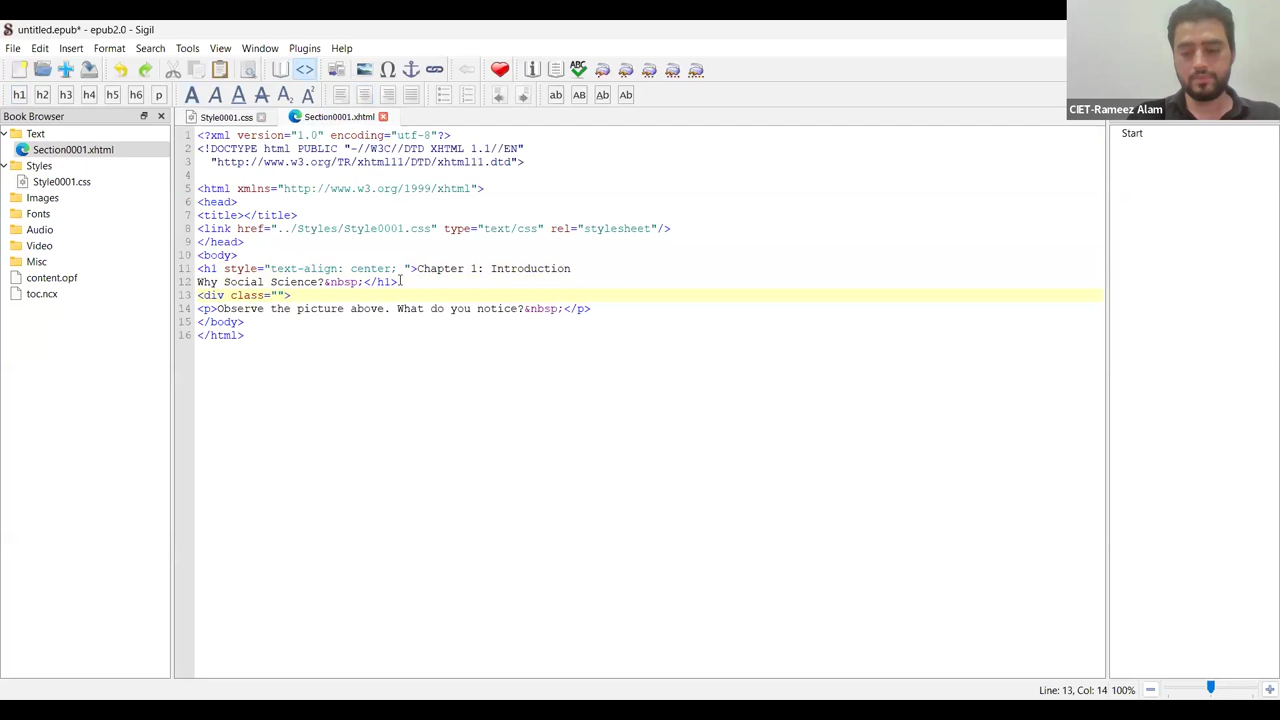 untitled.epub* - epub2.0 - Sigil
File Edit Insert Format Search Tools View Window Plugins Help
h1 h2 h3 h4 h5 h6 p A A A A A2 A2 ab AB Ab Ab
Book Browser
Text
Section0001.xhtml
Styles
Style0001.css
Images
Fonts
Audio
Video
Misc
content.opf
toc.ncx
Style0001.css Section0001.xhtml
1 <?xml version="1.0" encoding="utf-8"?>
2 <!DOCTYPE html PUBLIC "-//W3C//DTD XHTML 1.1//EN"
3 "http://www.w3.org/TR/xhtml11/DTD/xhtml11.dtd">
4
5 <html xmlns="http://www.w3.org/1999/xhtml">
6 <head>
7 <title></title>
8 <link href="../Styles/Style0001.css" type="text/css" rel="stylesheet"/>
9 </head>
10 <body>
11 <h1 style="text-align: center; ">Chapter 1: Introduction
12 Why Social Science?&nbsp;</h1>
13 <div class="">
14 <p>Observe the picture above. What do you notice?&nbsp;</p>
15 </body>
16 </html>
CIET-Rameez Alam
Start
Line: 13, Col: 14 100%